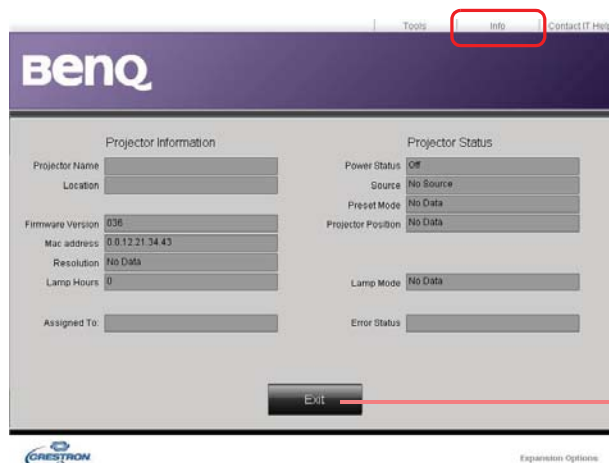 Tools Info Contact IT Help
BenQ
Projector Information
Projector Name
Location
Firmware Version 036
Mac address 0.0.12.21.34.43
Resolution No Data
Lamp Hours 0
Assigned To:
Projector Status
Power Status Off
Source No Source
Preset Mode No Data
Projector Position No Data
Lamp Mode No Data
Error Status
Exit
CRESTRON
Expansion Options